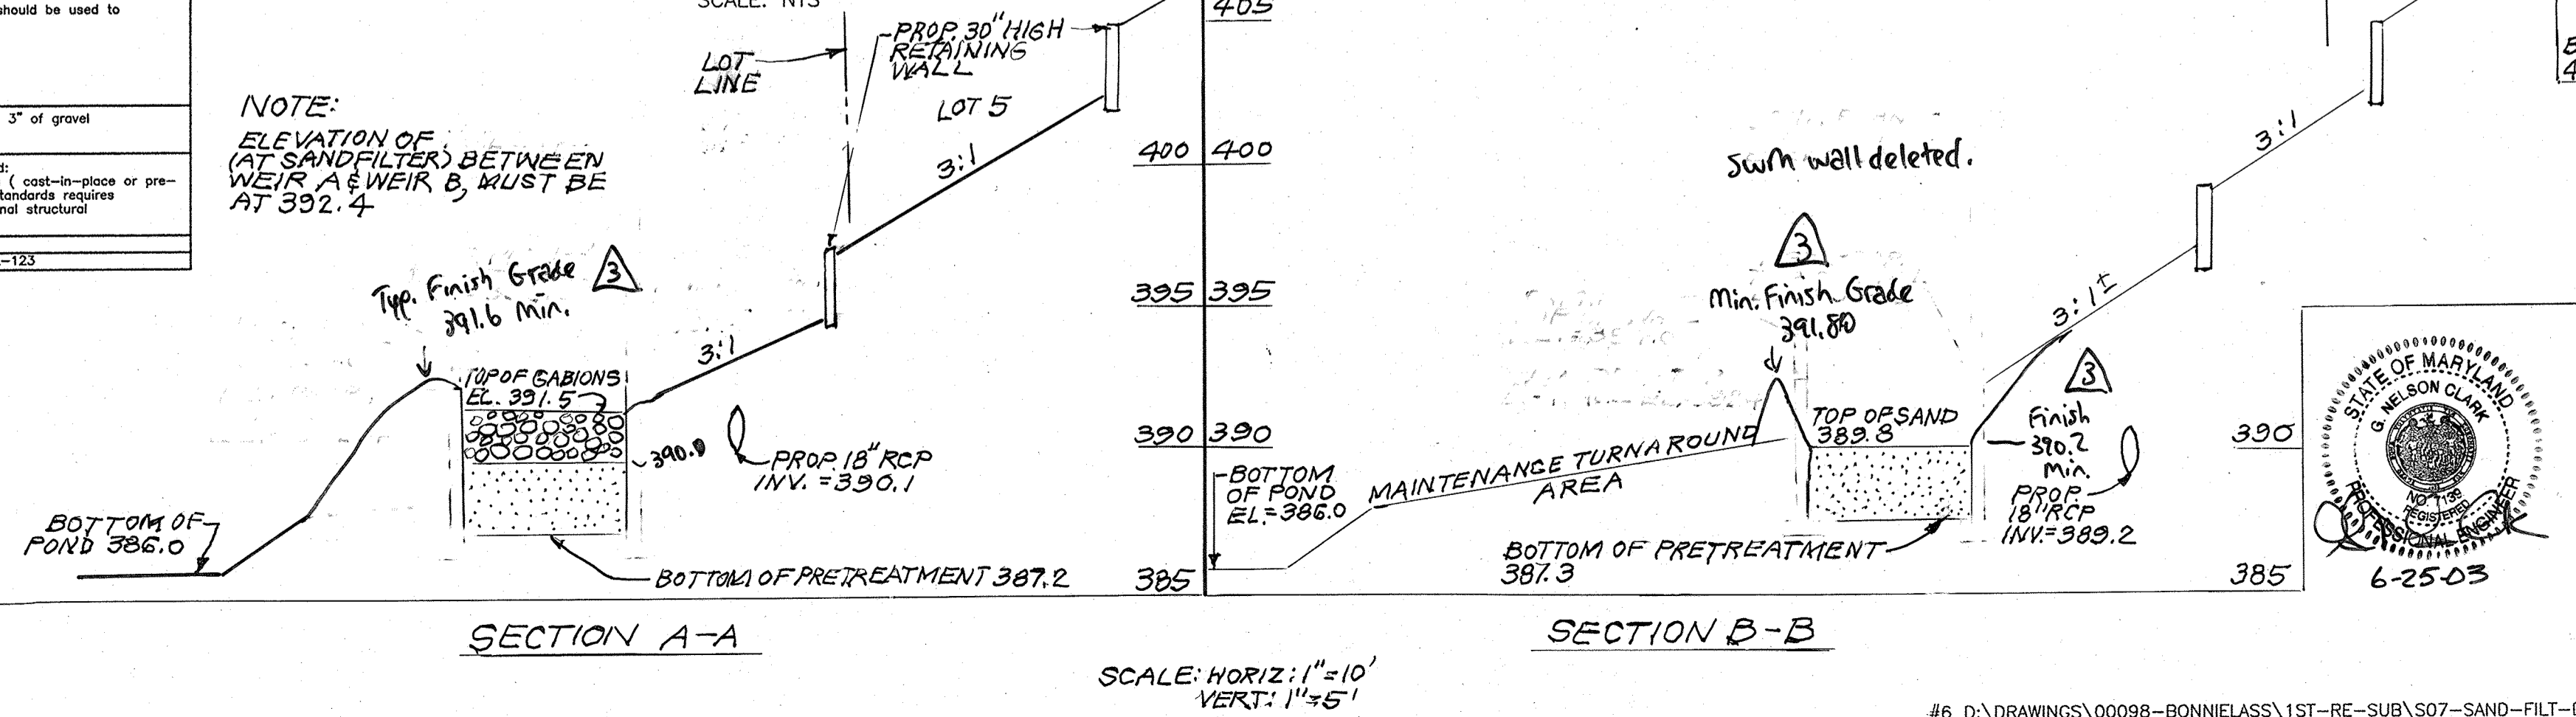 should be used to
3" of gravel
d:
( cast-in-place or pre-
tandards requires
nal structural
-123
SCALE: NTS
NOTE:
ELEVATION OF
(AT SANDFILTER) BETWEEN
WEIR A & WEIR B, MUST BE
AT 392.4
LOT
LINE
PROP. 30" HIGH
RETAINING
WALL
LOT 5
3:1
Typ. Finish Grade
391.6 Min.
3
3:1
TOP OF GABIONS
EL. 391.5
390.0
PROP. 18" RCP
INV. = 390.1
BOTTOM OF
POND 386.0
BOTTOM OF PRETREATMENT 387.2
SECTION A-A
405
400 400
395 395
390 390
385
swm wall deleted.
3
Min. Finish Grade
391.80
3:1
3:1±
3
Finish
390.2
Min.
TOP OF SAND
389.8
MAINTENANCE TURNAROUND
AREA
BOTTOM
OF POND
EL.= 386.0
BOTTOM OF PRETREATMENT
387.3
PROP.
18" RCP
INV.= 389.2
390
385
SECTION B-B
SCALE: HORIZ: 1"=10'
VERT: 1"=5'
STATE OF MARYLAND
G. NELSON CLARK
NO. 7139
REGISTERED
PROFESSIONAL ENGINEER
6-25-03
#6 D:\DRAWINGS\00098-BONNIELASS\1ST-RE-SUB\S07-SAND-FILT-